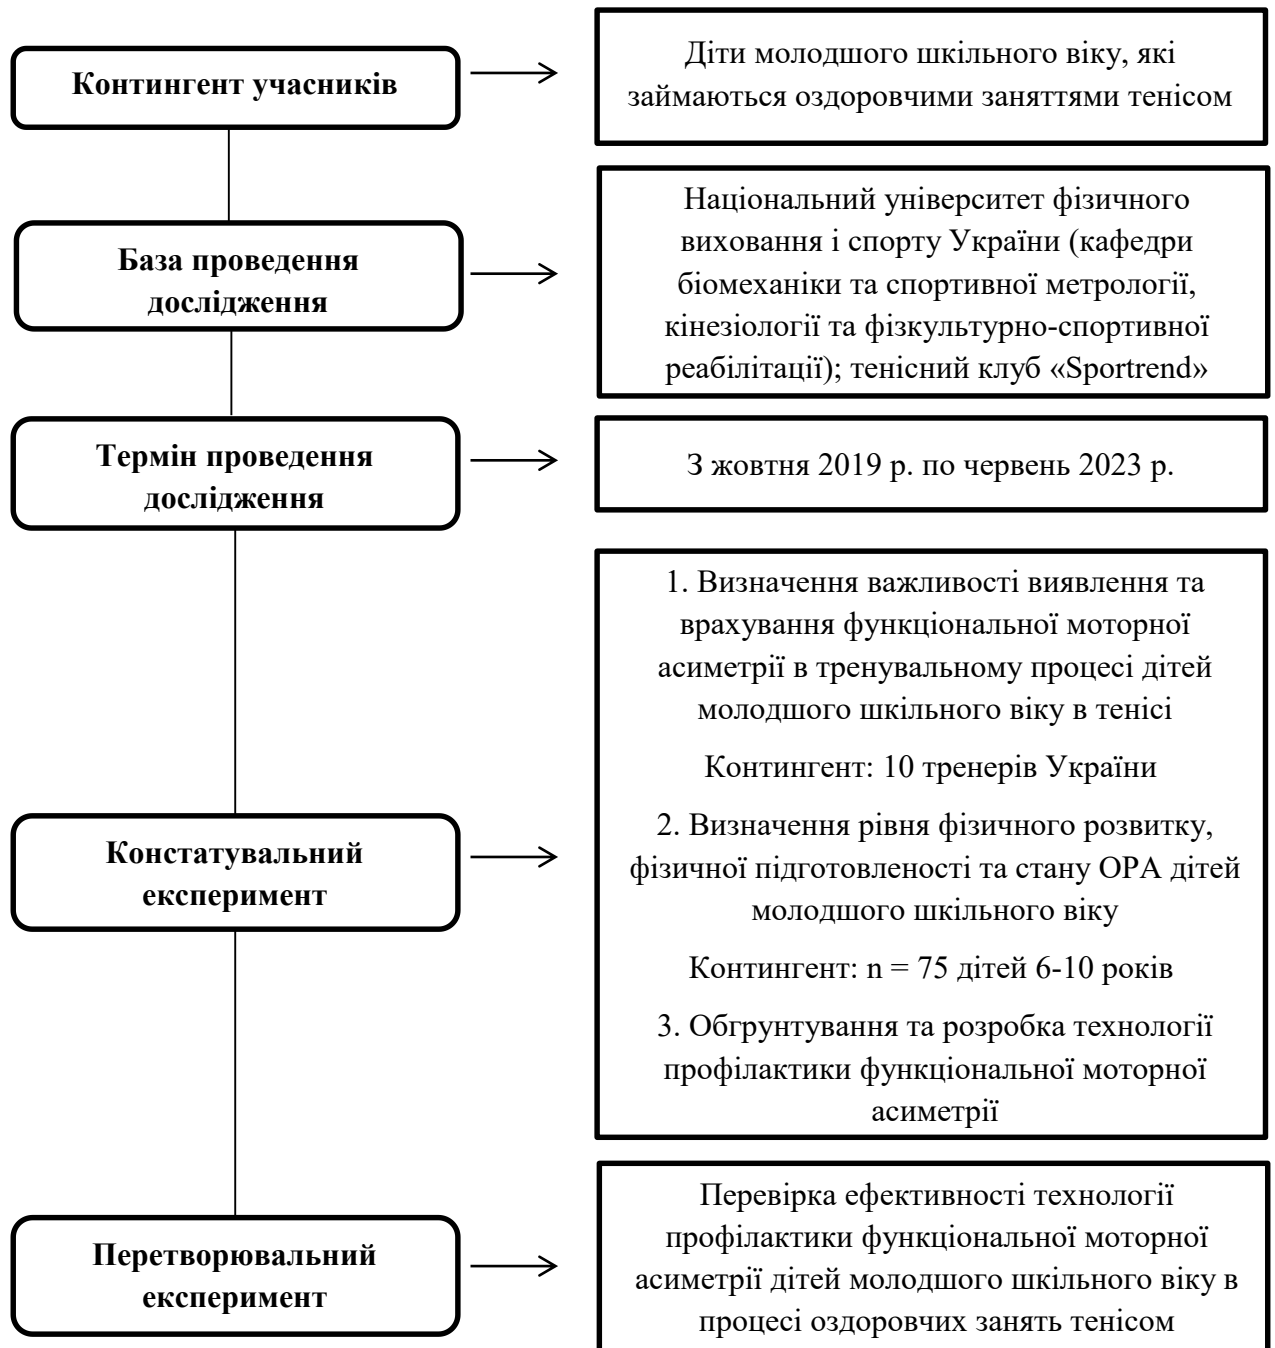 Контингент учасників
Діти молодшого шкільного віку, які
займаються оздоровчими заняттями тенісом
База проведення
дослідження
Національний університет фізичного
виховання і спорту України (кафедри
біомеханіки та спортивної метрології,
кінезіології та фізкультурно-спортивної
реабілітації); тенісний клуб «Sportrend»
Термін проведення
дослідження
З жовтня 2019 р. по червень 2023 р.
Констатувальний
експеримент
1. Визначення важливості виявлення та
врахування функціональної моторної
асиметрії в тренувальному процесі дітей
молодшого шкільного віку в тенісі
Контингент: 10 тренерів України
2. Визначення рівня фізичного розвитку,
фізичної підготовленості та стану ОРА дітей
молодшого шкільного віку
Контингент: n = 75 дітей 6-10 років
3. Обгрунтування та розробка технології
профілактики функціональної моторної
асиметрії
Перетворювальний
експеримент
Перевірка ефективності технології
профілактики функціональної моторної
асиметрії дітей молодшого шкільного віку в
процесі оздоровчих занять тенісом